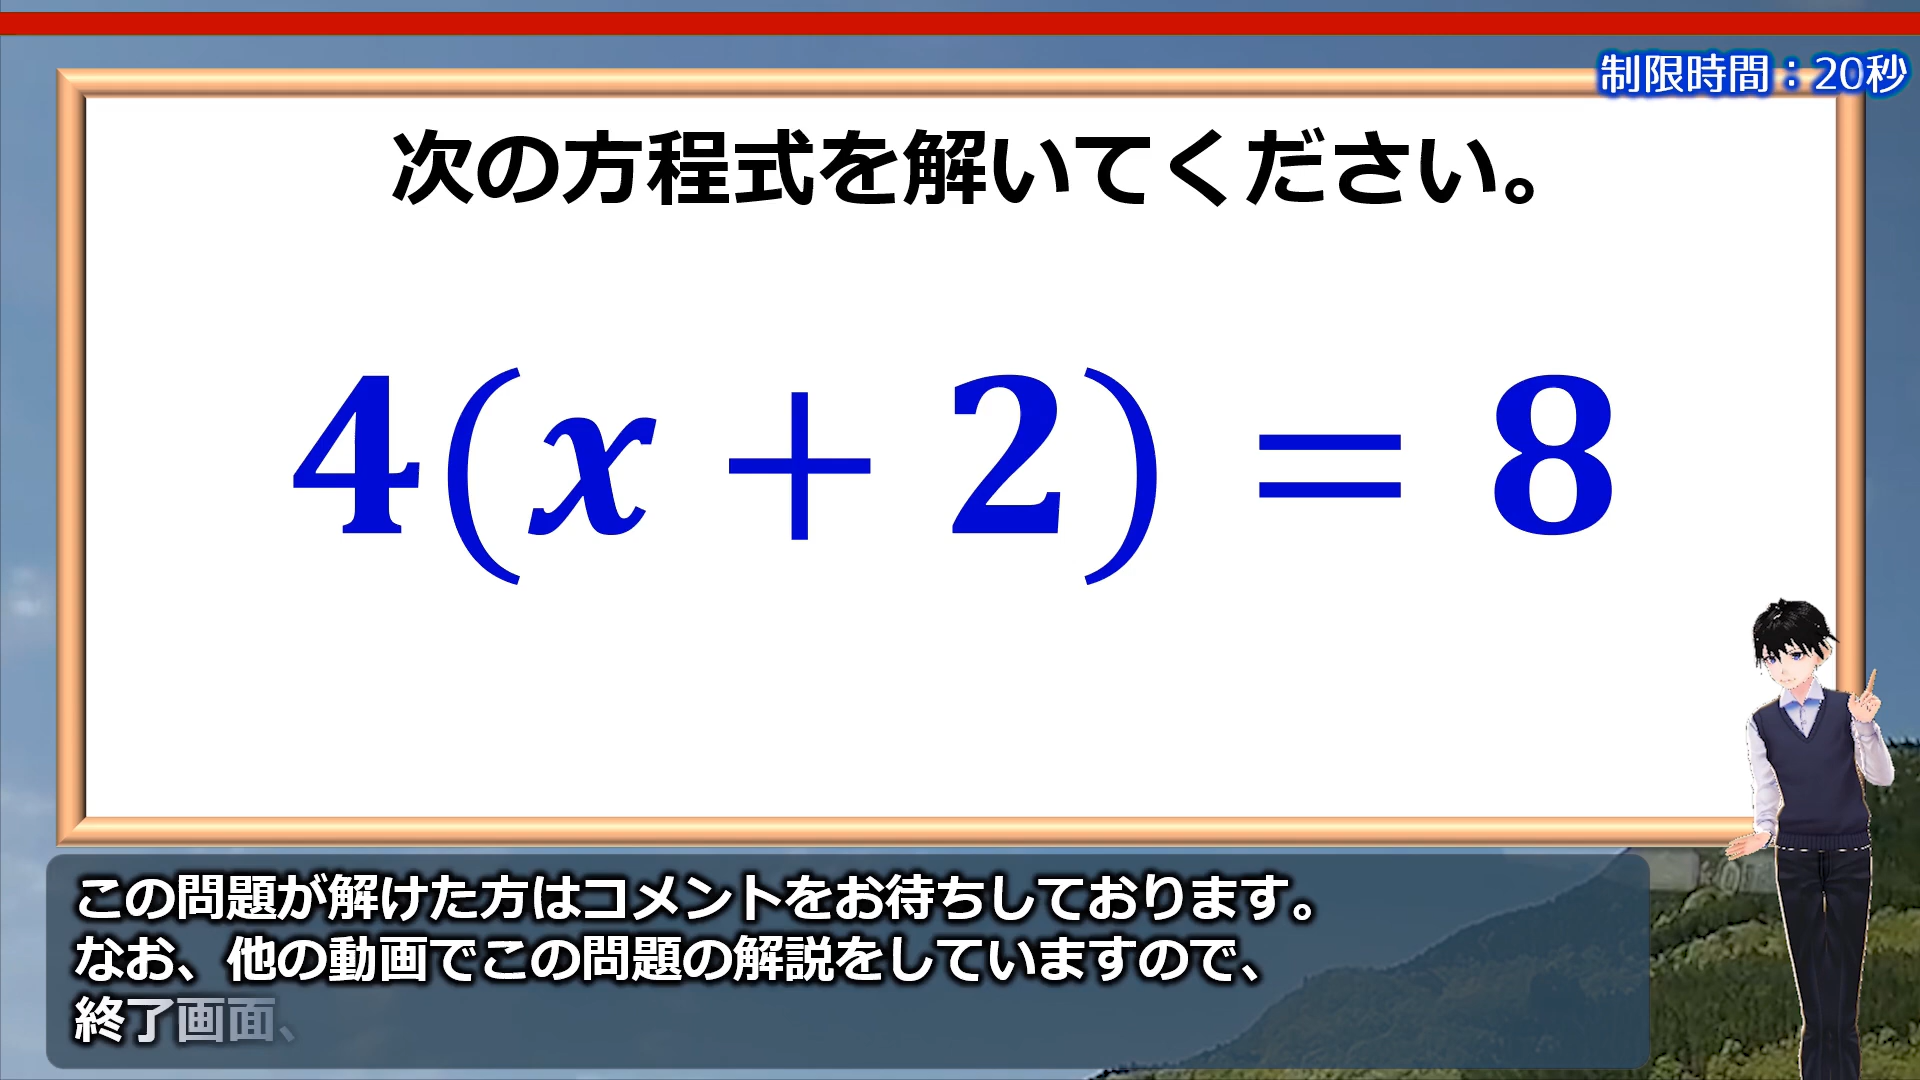 制限時間：20秒
次の方程式を解いてください。
4(x + 2) = 8
この問題が解けた方はコメントをお待ちしております。
なお、他の動画でこの問題の解説をしていますので、
終了画面、